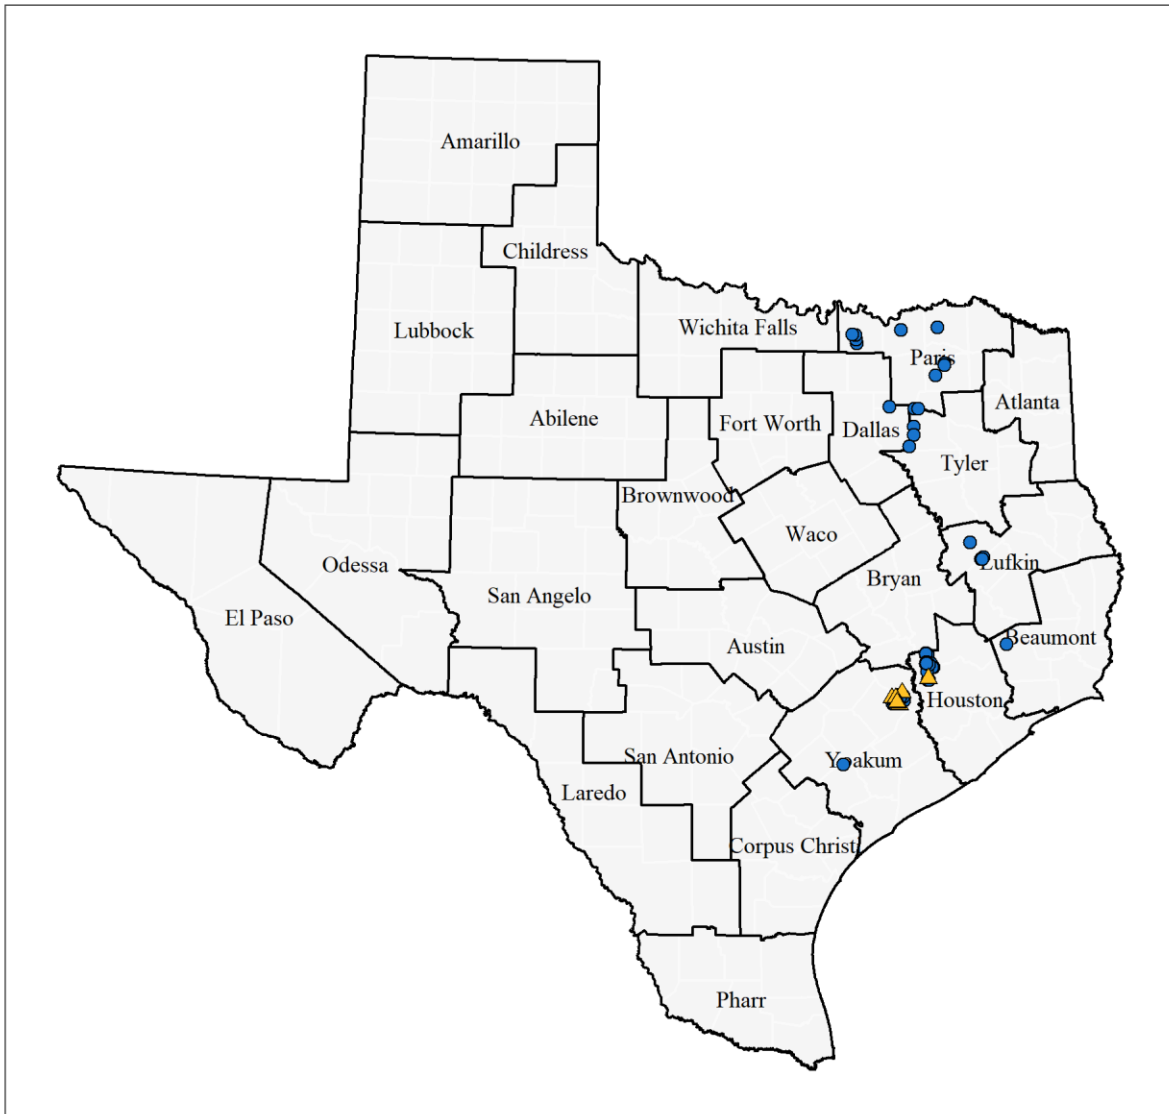 Amarillo
Childress
Wichita Falls
Lubbock
Paris
Atlanta
Abilene
Fort Worth
Dallas
Tyler
Brownwood
Waco
Odessa
Lufkin
Bryan
San Angelo
El Paso
Beaumont
Austin
Houston
San Antonio
Yoakum
Laredo
Corpus Christ
Pharr